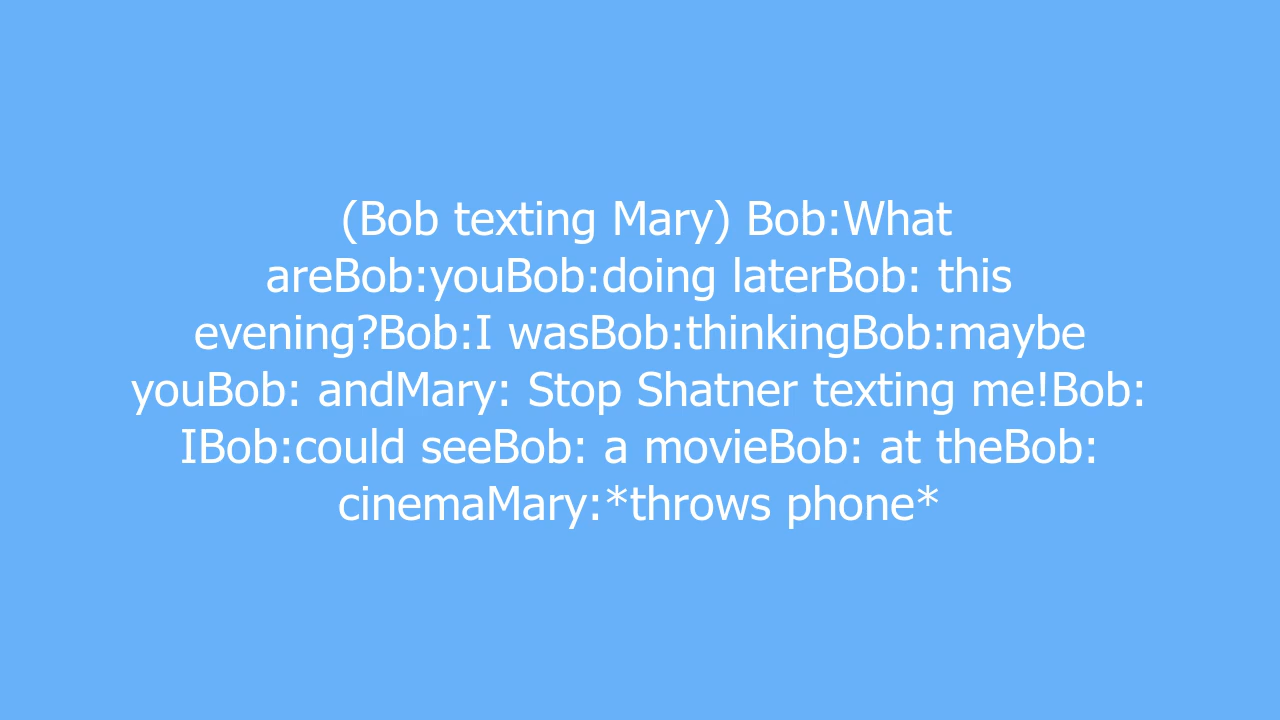 (Bob texting Mary) Bob:What
areBob:youBob:doing laterBob: this
evening?Bob:I wasBob:thinkingBob:maybe
youBob: andMary: Stop Shatner texting me!Bob:
IBob:could seeBob: a movieBob: at theBob:
cinemaMary:*throws phone*